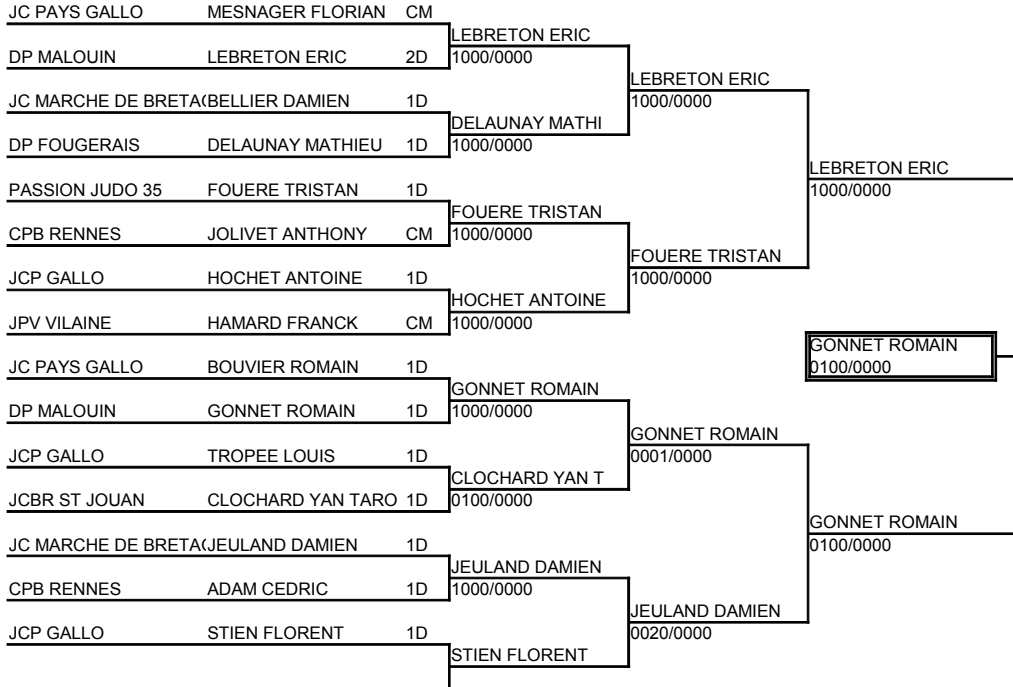 JC PAYS GALLO MESNAGER FLORIAN CM
LEBRETON ERIC
DP MALOUIN LEBRETON ERIC 2D 1000/0000
LEBRETON ERIC
JC MARCHE DE BRETA(BELLIER DAMIEN 1D 1000/0000
DELAUNAY MATHI
DP FOUGERAIS DELAUNAY MATHIEU 1D 1000/0000
LEBRETON ERIC
PASSION JUDO 35 FOUERE TRISTAN 1D 1000/0000
FOUERE TRISTAN
CPB RENNES JOLIVET ANTHONY CM 1000/0000
FOUERE TRISTAN
JCP GALLO HOCHET ANTOINE 1D 1000/0000
HOCHET ANTOINE
JPV VILAINE HAMARD FRANCK CM 1000/0000
GONNET ROMAIN
JC PAYS GALLO BOUVIER ROMAIN 1D 0100/0000
GONNET ROMAIN
DP MALOUIN GONNET ROMAIN 1D 1000/0000
GONNET ROMAIN
JCP GALLO TROPEE LOUIS 1D 0001/0000
CLOCHARD YAN T
JCBR ST JOUAN CLOCHARD YAN TARO 1D 0100/0000
GONNET ROMAIN
JC MARCHE DE BRETA(JEULAND DAMIEN 1D 0100/0000
JEULAND DAMIEN
CPB RENNES ADAM CEDRIC 1D 1000/0000
JEULAND DAMIEN
JCP GALLO STIEN FLORENT 1D 0020/0000
STIEN FLORENT